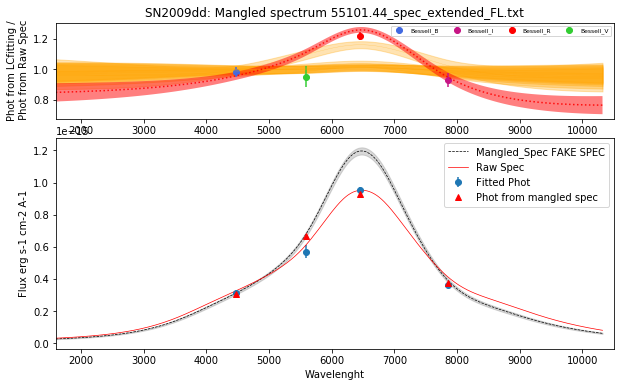 SN2009dd: Mangled spectrum 55101.44_spec_extended_FL.txt
Phot from LCfitting /
Phot from Raw Spec
1.2
1.0
0.8
Bessell_B
Bessell_I
Bessell_R
Bessell_V
2000 3000 4000 5000 6000 7000 8000 9000 10000
Flux erg s-1 cm-2 A-1
1.2
1.0
0.8
0.6
0.4
0.2
0.0
Mangled_Spec FAKE SPEC
Raw Spec
Fitted Phot
Phot from mangled spec
2000 3000 4000 5000 6000 7000 8000 9000 10000
Wavelenght